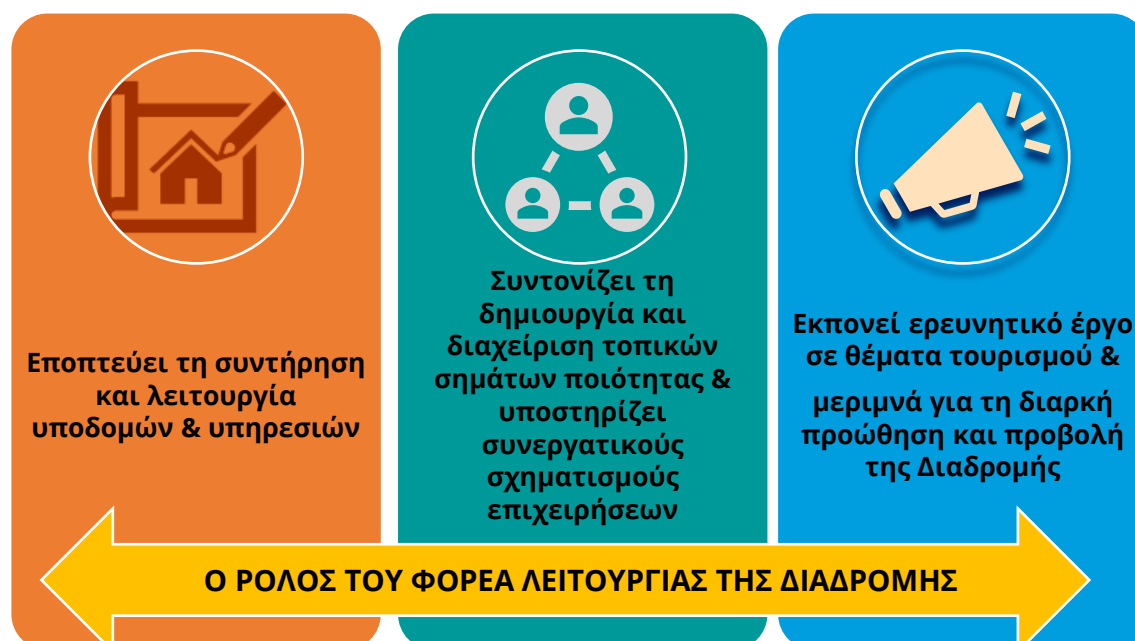 Εποπτεύει τη συντήρηση
και λειτουργία
υποδομών & υπηρεσιών
Συντονίζει τη
δημιουργία και
διαχείριση τοπικών
σημάτων ποιότητας &
υποστηρίζει
συνεργατικούς
σχηματισμούς
επιχειρήσεων
Εκπονεί ερευνητικό έργο
σε θέματα τουρισμού &
μεριμνά για τη διαρκή
προώθηση και προβολή
της Διαδρομής
Ο ΡΟΛΟΣ ΤΟΥ ΦΟΡΕΑ ΛΕΙΤΟΥΡΓΙΑΣ ΤΗΣ ΔΙΑΔΡΟΜΗΣ